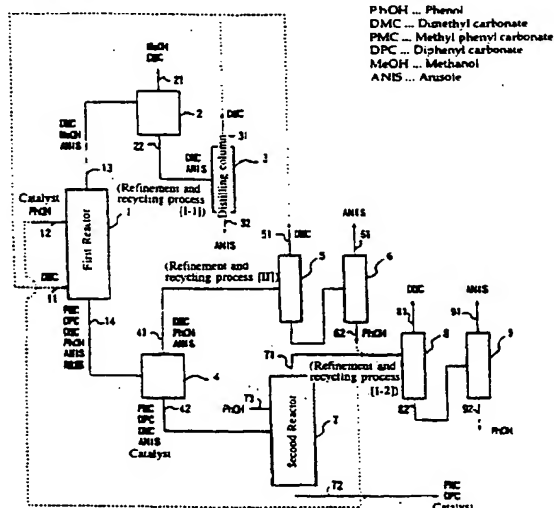 PhOH ... Phenol
DMC ... Dimethyl carbonate
PMC ... Methyl phenyl carbonate
DPC ... Diphenyl carbonate
MeOH ... Methanol
ANIS ... Anisole
MeOH
DMC
21
2
DMC
MeOH
ANIS
22
DMC
ANIS
DMC
31
3
Distilling column
13
(Refinement and
recycling process
[I-1])
32
ANIS
Catalyst
PhOH
12
1
First Reactor
DMC
11
14
PMC
DPC
DMC
PhOH
ANIS
(Refinement and
recycling process [II])
51
DMC
5
ANIS
61
6
62
PhOH
41
DMC
PhOH
ANIS
4
42
PMC
DPC
DMC
ANIS
Catalyst
71
(Refinement and
recycling process
[I-2])
DMC
81
8
82
ANIS
91
9
92
PhOH
73
PhOH
Second Reactor
7
72
PMC
DPC
Catalyst